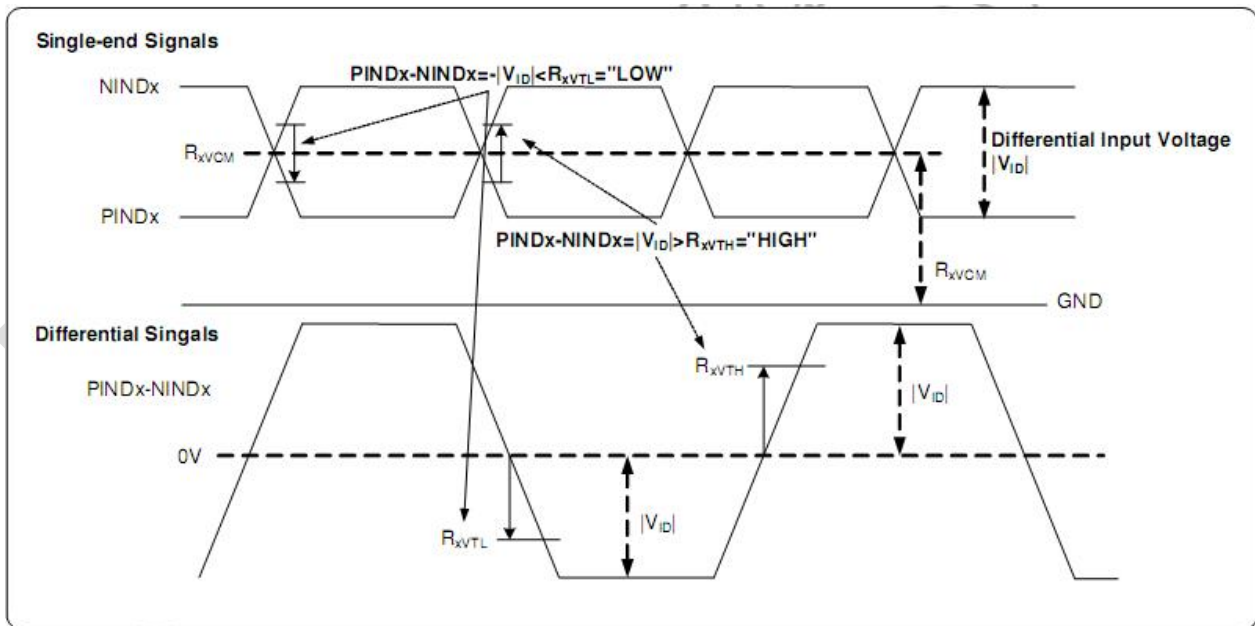 Single-end Signals
PINDx-NINDx=-|VID|<RxVTL="LOW"
NINDx
Differential Input Voltage
|VID|
RxVCM
PINDx
PINDx-NINDx=|VID|>RxVTH="HIGH"
RxVCM
GND
Differential Singals
RxVTH
PINDx-NINDx
|VID|
0V
|VID|
RxVTL